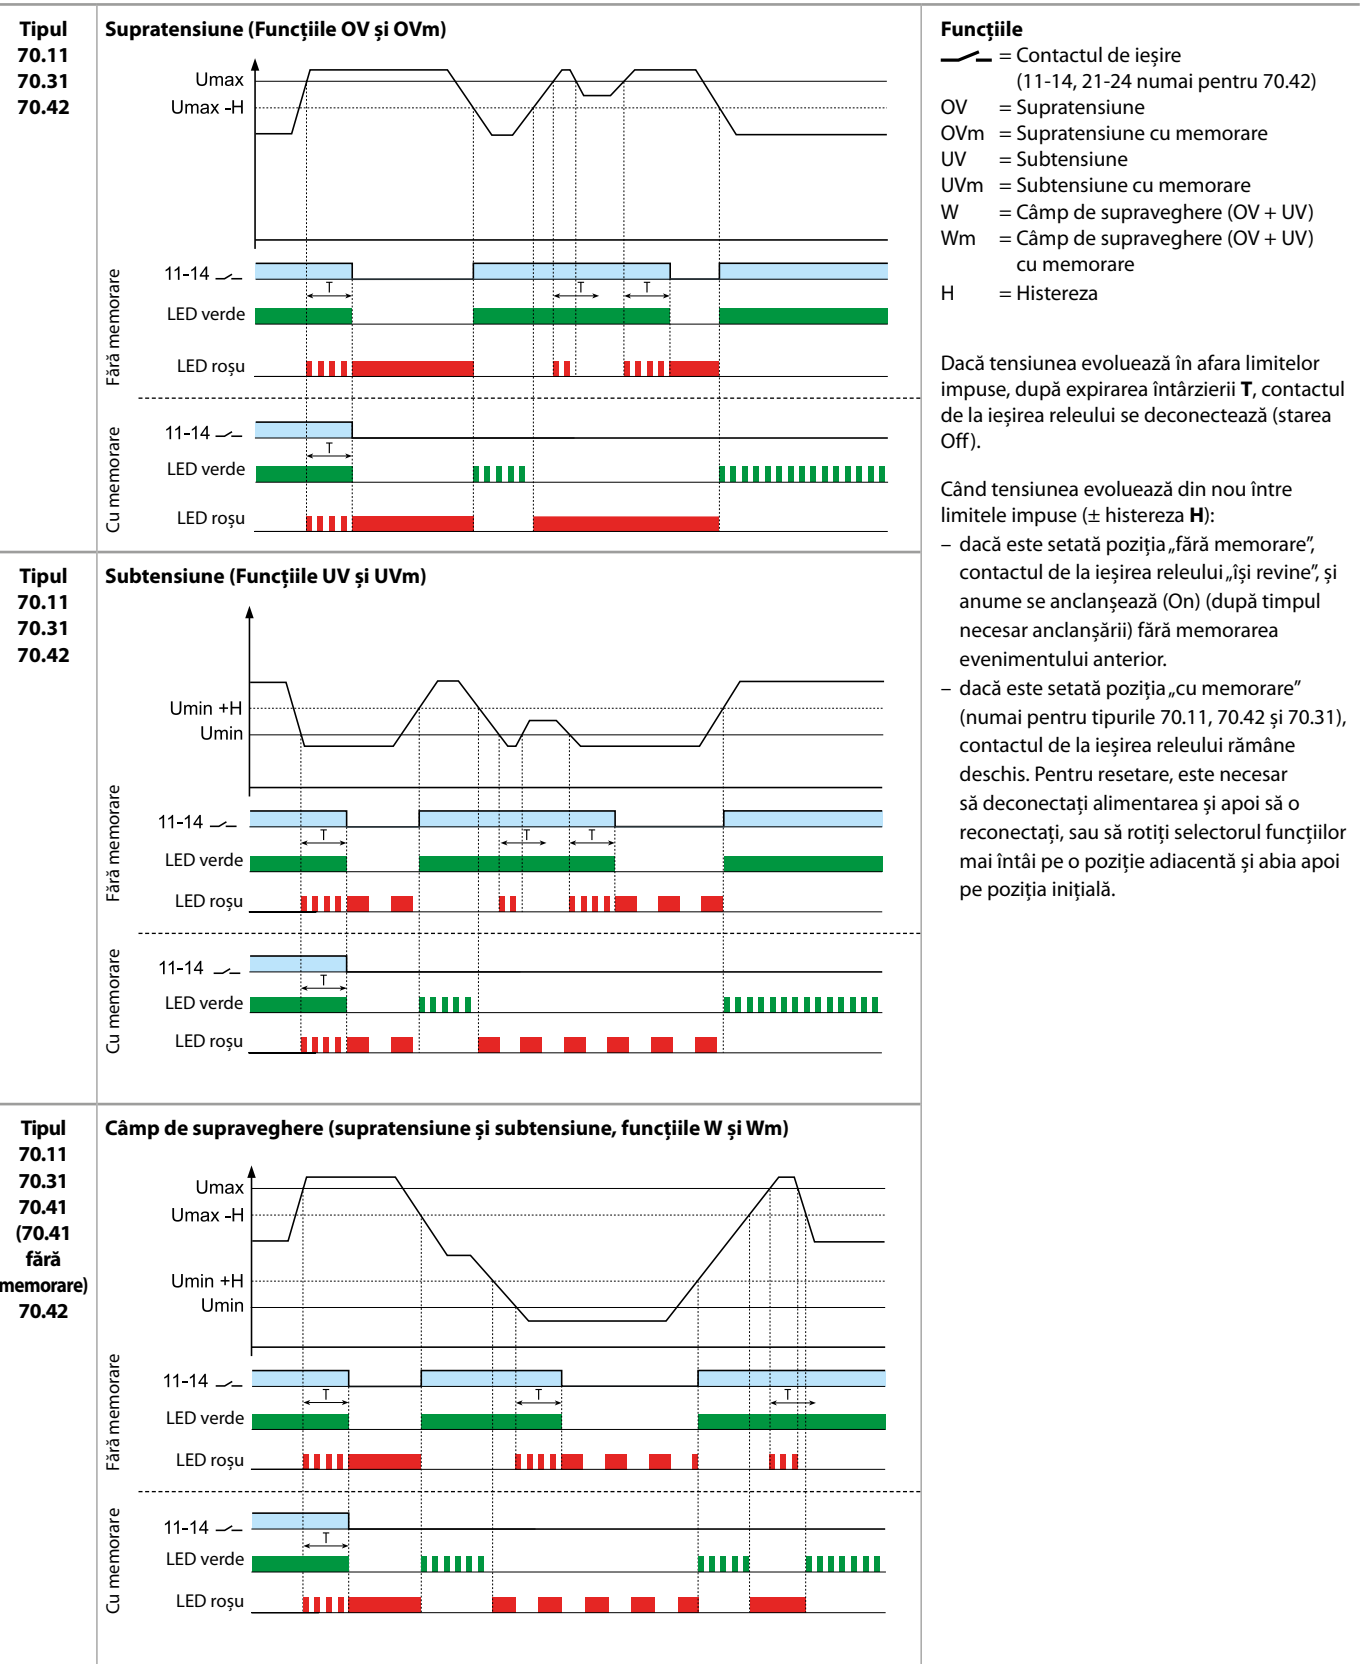 Tipul
70.11
70.31
70.42
Supratensiune (Funcțiile OV și OVm)
Umax
Umax -H
Fără memorare
11-14
T
T
T
LED verde
LED roșu
Cu memorare
11-14
T
LED verde
LED roșu
Tipul
70.11
70.31
70.42
Subtensiune (Funcțiile UV și UVm)
Umin +H
Umin
Fără memorare
11-14
T
T
T
LED verde
LED roșu
Cu memorare
11-14
T
LED verde
LED roșu
Tipul
70.11
70.31
70.41
(70.41
fără
memorare)
70.42
Câmp de supraveghere (supratensiune și subtensiune, funcțiile W și Wm)
Umax
Umax -H
Umin +H
Umin
Fără memorare
11-14
T
T
T
LED verde
LED roșu
Cu memorare
11-14
T
LED verde
LED roșu
Funcțiile
= Contactul de ieșire
(11-14, 21-24 numai pentru 70.42)
OV = Supratensiune
OVm = Supratensiune cu memorare
UV = Subtensiune
UVm = Subtensiune cu memorare
W = Câmp de supraveghere (OV + UV)
Wm = Câmp de supraveghere (OV + UV)
cu memorare
H = Histereza
Dacă tensiunea evoluează în afara limitelor
impuse, după expirarea întârzierii T, contactul
de la ieșirea releului se deconectează (starea
Off).
Când tensiunea evoluează din nou între
limitele impuse (± histereza H):
– dacă este setată poziția „fără memorare”,
contactul de la ieșirea releului „își revine”, și
anume se anclanșează (On) (după timpul
necesar anclanșării) fără memorarea
evenimentului anterior.
– dacă este setată poziția „cu memorare”
(numai pentru tipurile 70.11, 70.42 și 70.31),
contactul de la ieșirea releului rămâne
deschis. Pentru resetare, este necesar
să deconectați alimentarea și apoi să o
reconectați, sau să rotiți selectorul funcțiilor
mai întâi pe o poziție adiacentă și abia apoi
pe poziția inițială.